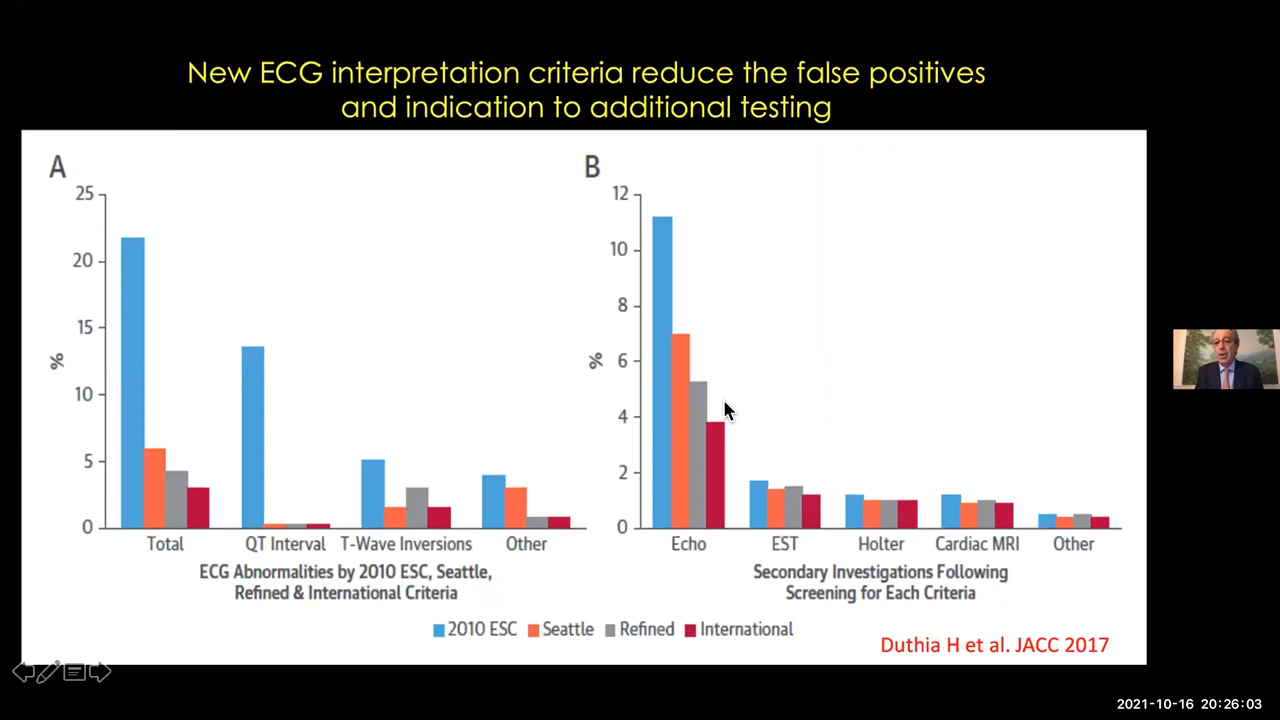 New ECG interpretation criteria reduce the false positives
and indication to additional testing
A
25
20
15
10
5
0
%
Total
QT Interval
T-Wave Inversions
Other
ECG Abnormalities by 2010 ESC, Seattle,
Refined & International Criteria
B
12
10
8
6
4
2
0
%
Echo
EST
Holter
Cardiac MRI
Other
Secondary Investigations Following
Screening for Each Criteria
2010 ESC
Seattle
Refined
International
Duthia H et al. JACC 2017
2021-10-16 20:26:03